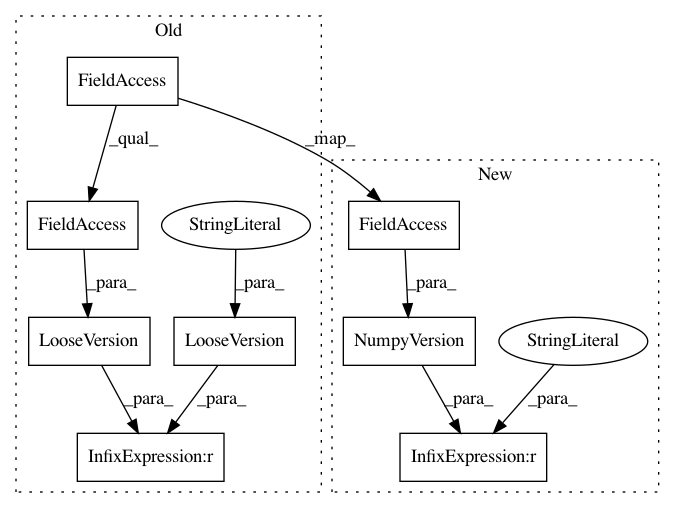 Old
FieldAccess
_qual_
_map_
New
FieldAccess
StringLiteral
FieldAccess
_para_
_para_
_para_
LooseVersion
LooseVersion
NumpyVersion
StringLiteral
_para_
_para_
_para_
_para_
InfixExpression:r
InfixExpression:r